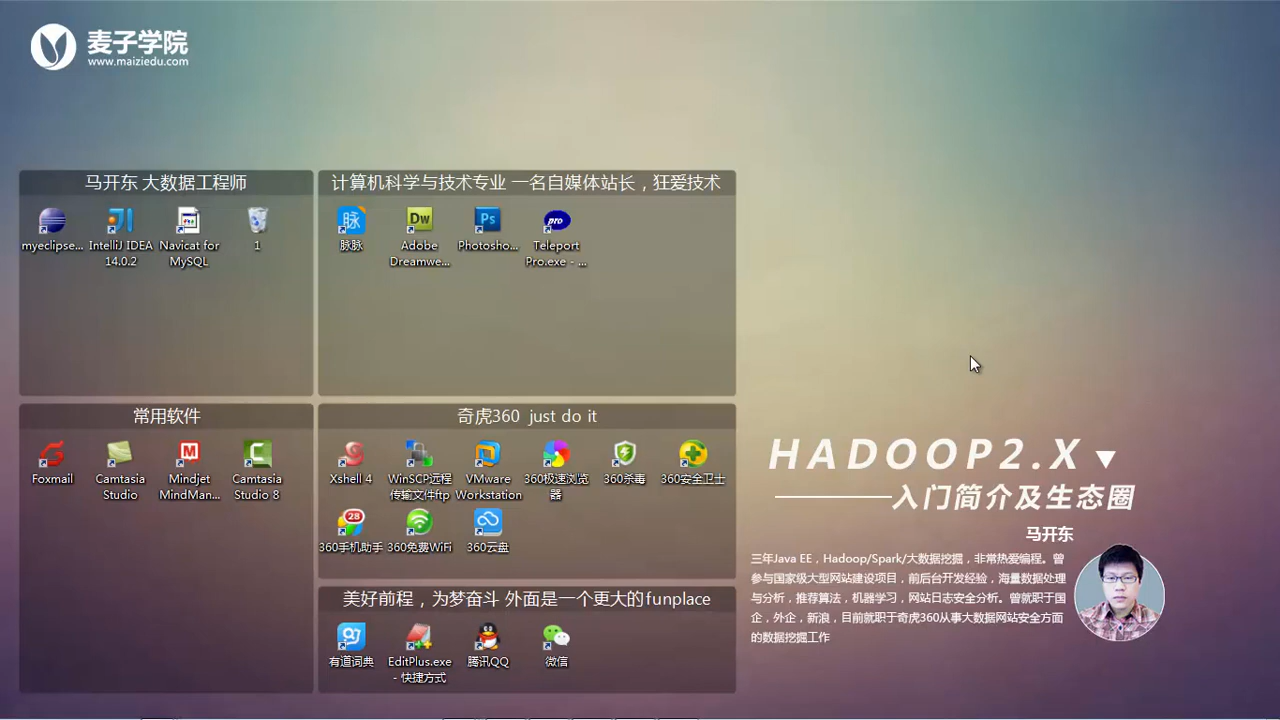 麦子学院
www.maiziedu.com
马开东 大数据工程师
myeclipse...
IntelliJ IDEA
14.0.2
Navicat for
MySQL
1
计算机科学与技术专业 一名自媒体站长，狂爱技术
脉
脉脉
Dw
Adobe
Dreamwe...
Ps
Photosho...
pro
Teleport
Pro.exe - ...
常用软件
Foxmail
Camtasia
Studio
M
Mindjet
MindMan...
C
Camtasia
Studio 8
奇虎360 just do it
Xshell 4
WinSCP远程
传输文件ftp
VMware
Workstation
360极速浏览
器
360杀毒
360安全卫士
28
360手机助手
360免费WiFi
360云盘
美好前程，为梦奋斗 外面是一个更大的funplace
有道词典
EditPlus.exe
- 快捷方式
腾讯QQ
微信
HADOOP2.X
入门简介及生态圈
马开东
三年Java EE，Hadoop/Spark/大数据挖掘，非常热爱编程。曾
参与国家级大型网站建设项目，前后台开发经验，海量数据处理
与分析，推荐算法，机器学习，网站日志安全分析。曾就职于国
企，外企，新浪，目前就职于奇虎360从事大数据网站安全方面
的数据挖掘工作